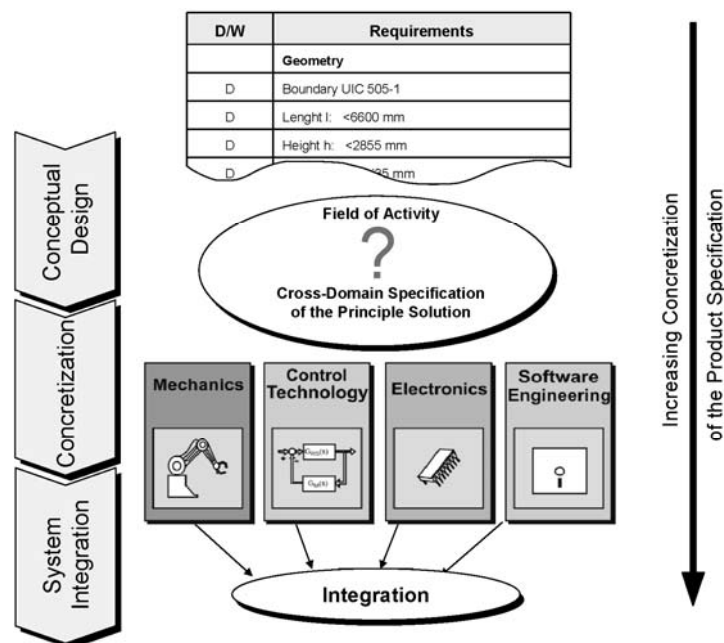 D/W Requirements
Geometry
D Boundary UIC 505-1
D Lenght l: <6600 mm
D Height h: <2855 mm
D 35 mm
Conceptual
Design
Field of Activity
?
Cross-Domain Specification
of the Principle Solution
Concretization
Mechanics
Control
Technology
Electronics
Software
Engineering
System
Integration
Integration
Increasing Concretization
of the Product Specification